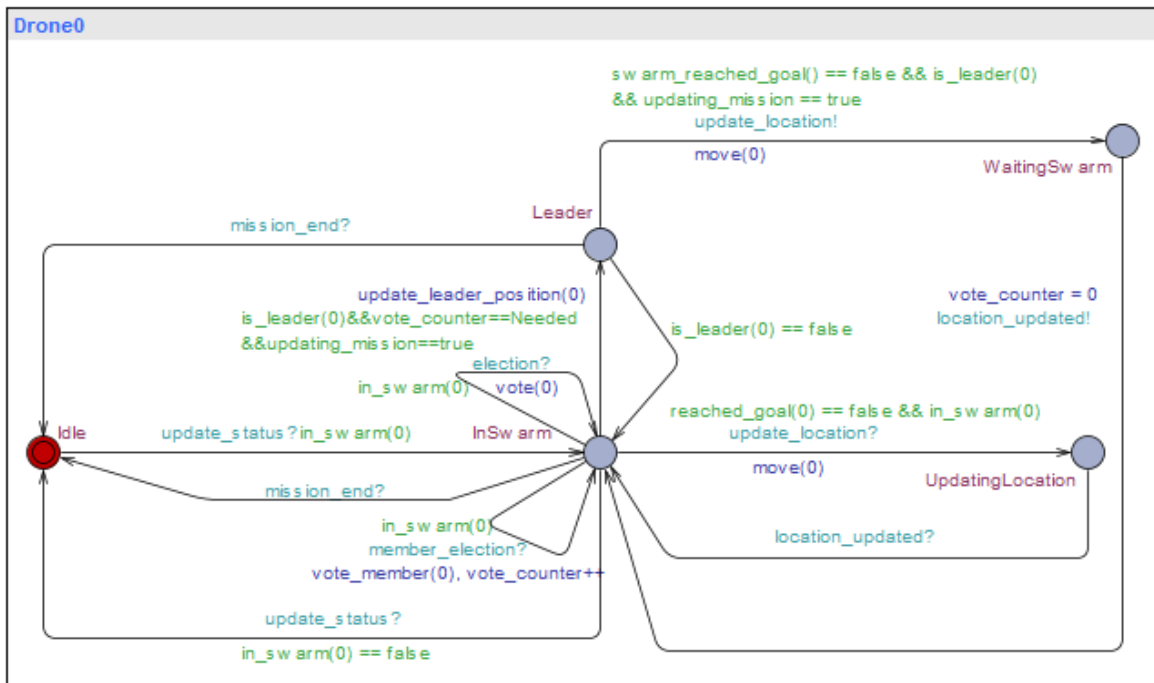 Drone0
swarm_reached_goal() == false && is_leader(0)
&& updating_mission == true
update_location!
move(0)
WaitingSwarm
Leader
mission_end?
update_leader_position(0)
is_leader(0)&&vote_counter==Needed
&&updating_mission==true
vote_counter = 0
location_updated!
is_leader(0) == false
election?
in_swarm(0)
vote(0)
reached_goal(0) == false && in_swarm(0)
Idle
update_status? in_swarm(0)
InSwarm
update_location?
move(0)
UpdatingLocation
mission_end?
in_swarm(0)
member_election?
vote_member(0), vote_counter++
location_updated?
update_status?
in_swarm(0) == false